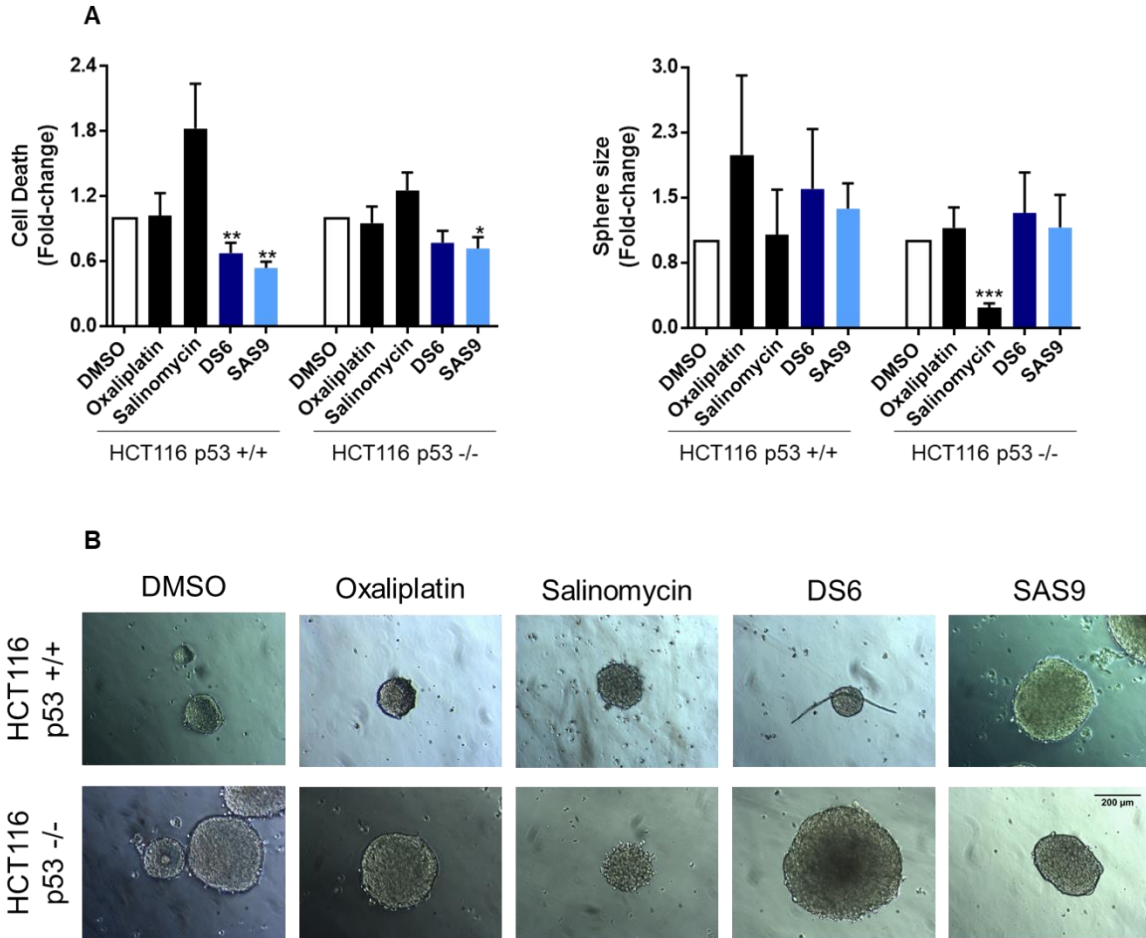 A
Cell Death
(Fold-change)
2.4
1.8
1.2
0.6
0.0
**
**
*
DMSO
Oxaliplatin
Salinomycin
DS6
SAS9
DMSO
Oxaliplatin
Salinomycin
DS6
SAS9
HCT116 p53 +/+
HCT116 p53 -/-
Sphere size
(Fold-change)
3.0
2.3
1.5
0.8
0.0
***
DMSO
Oxaliplatin
Salinomycin
DS6
SAS9
DMSO
Oxaliplatin
Salinomycin
DS6
SAS9
HCT116 p53 +/+
HCT116 p53 -/-
B
DMSO
Oxaliplatin
Salinomycin
DS6
SAS9
HCT116
p53 +/+
HCT116
p53 -/-
200 µm